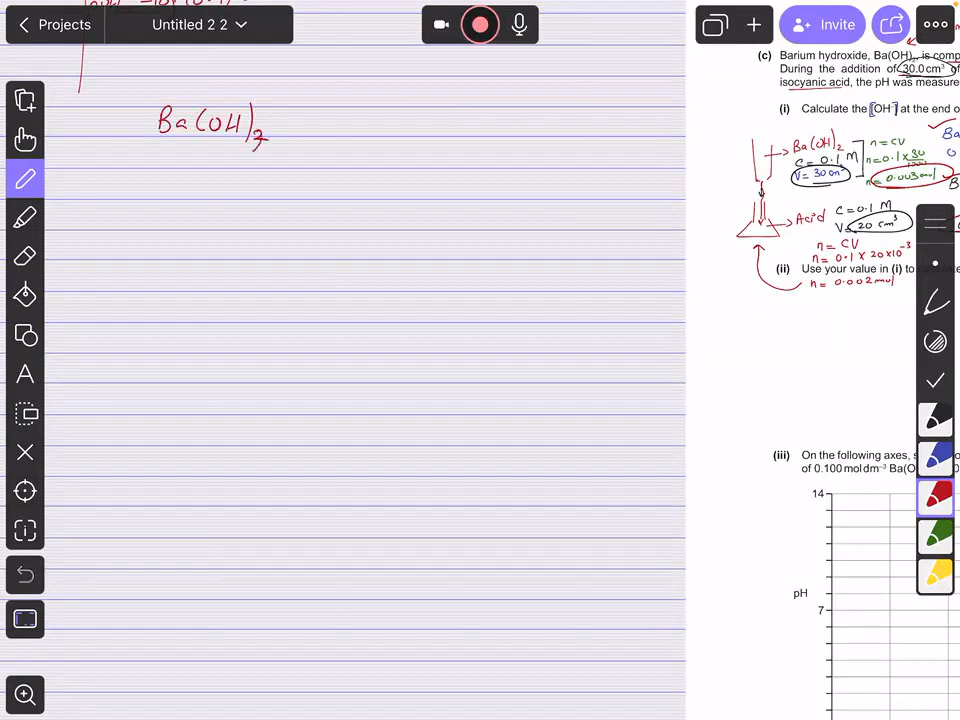 Projects
Untitled 2 2
Invite
Ba(OH)2
(c) Barium hydroxide, Ba(OH)2, is comp
During the addition of 30.0 cm³ of
isocyanic acid, the pH was measure
(i) Calculate the [OH⁻] at the end o
Ba(OH)2
C = 0.1 M
V = 30 cm³
n = CV
n = 0.1 × 30/1000
n = 0.003 mol
Ba
Acid
C = 0.1 M
V = 20 cm³
n = CV
n = 0.1 × 20 × 10⁻³
(ii) Use your value in (i) to
n = 0.002 mol
(iii) On the following axes, s
of 0.100 mol dm⁻³ Ba(O
14
pH
7